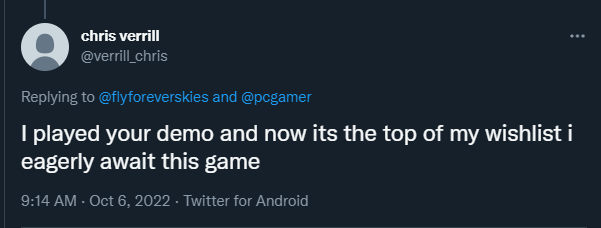 chris verrill
@verrill_chris
Replying to @flyforeverskies and @pcgamer
I played your demo and now its the top of my wishlist i
eagerly await this game
9:14 AM · Oct 6, 2022 · Twitter for Android